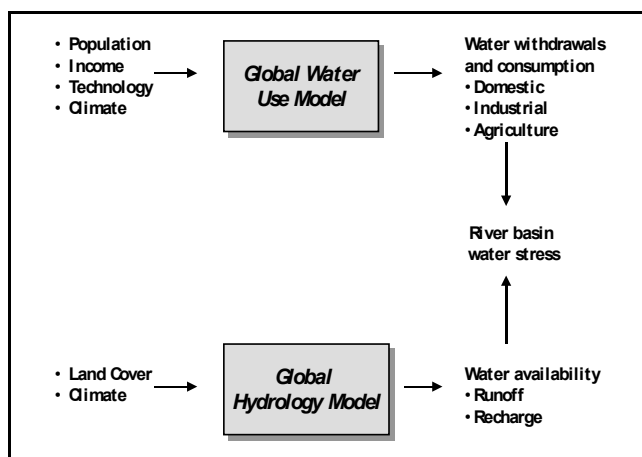 • Population
• Income
• Technology
• Climate
Global Water
Use Model
Water withdrawals
and consumption
• Domestic
• Industrial
• Agriculture
River basin
water stress
• Land Cover
• Climate
Global
Hydrology Model
Water availability
• Runoff
• Recharge